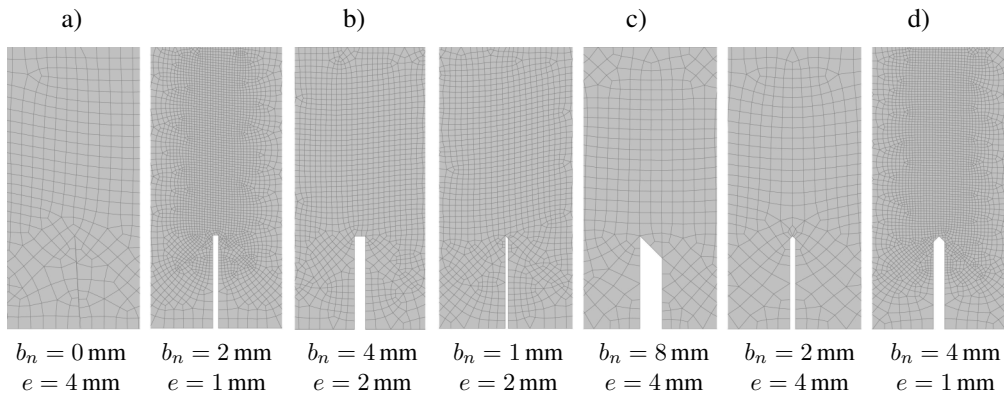 a) b) c) d)
b_n = 0 mm b_n = 2 mm b_n = 4 mm b_n = 1 mm b_n = 8 mm b_n = 2 mm b_n = 4 mm
e = 4 mm e = 1 mm e = 2 mm e = 2 mm e = 4 mm e = 4 mm e = 1 mm